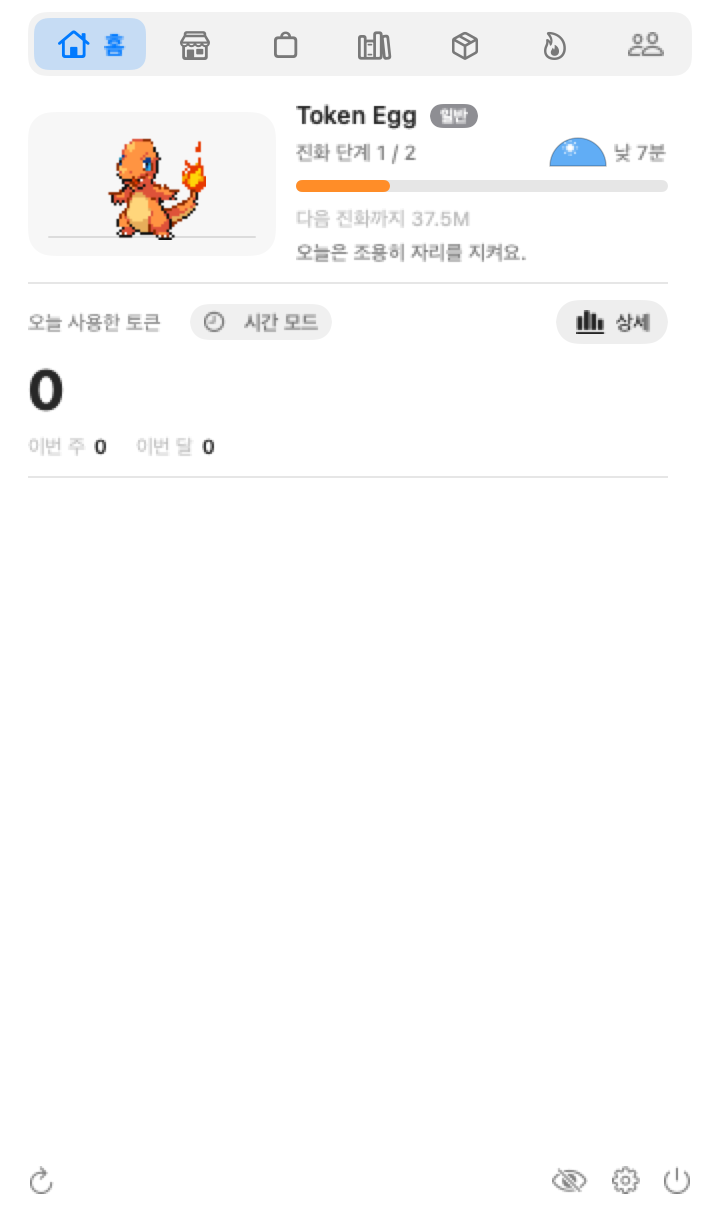 홈
Token Egg 일반
진화 단계 1 / 2 낮 7분
다음 진화까지 37.5M
오늘은 조용히 자리를 지켜요.
오늘 사용한 토큰 시간 모드 상세
0
이번 주 0 이번 달 0